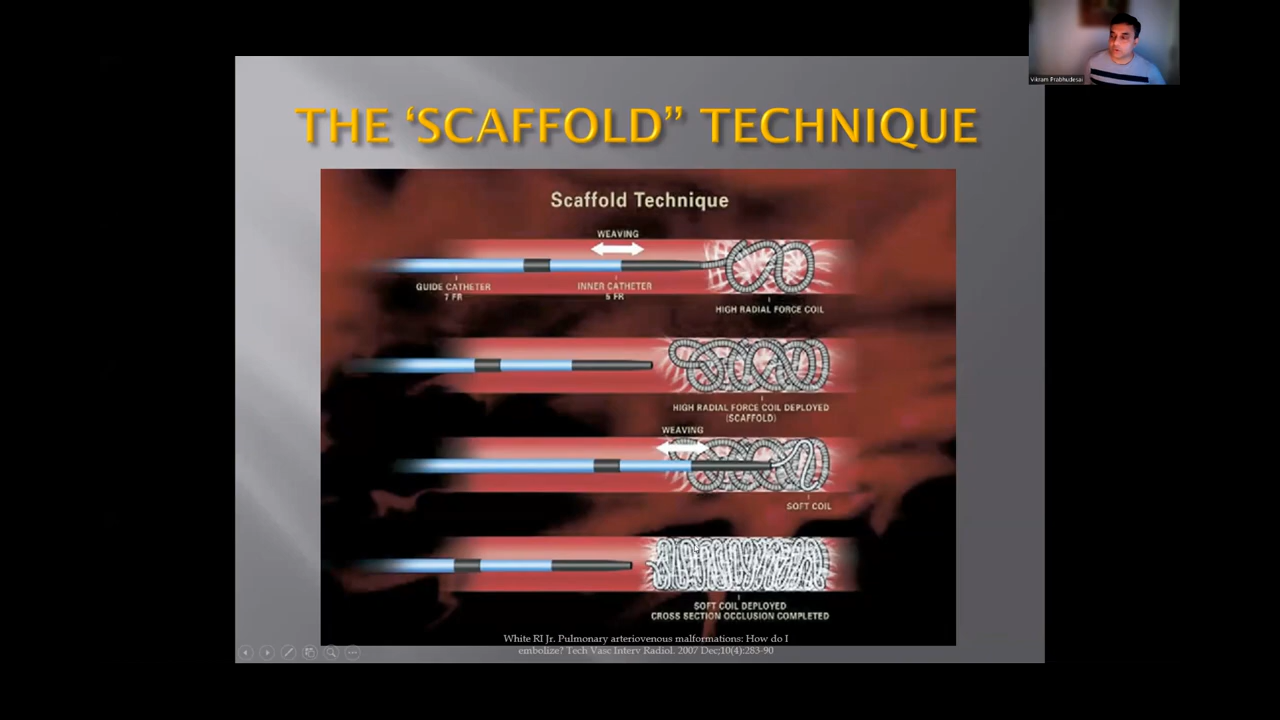 Vikram Prabhudesai
THE ‘SCAFFOLD” TECHNIQUE
Scaffold Technique
WEAVING
GUIDE CATHETER
7 FR
INNER CATHETER
5 FR
HIGH RADIAL FORCE COIL
HIGH RADIAL FORCE COIL DEPLOYED
(SCAFFOLD)
WEAVING
SOFT COIL
SOFT COIL DEPLOYED
CROSS SECTION OCCLUSION COMPLETED
White RI Jr. Pulmonary arteriovenous malformations: How do I
embolize? Tech Vasc Interv Radiol. 2007 Dec;10(4):283-90